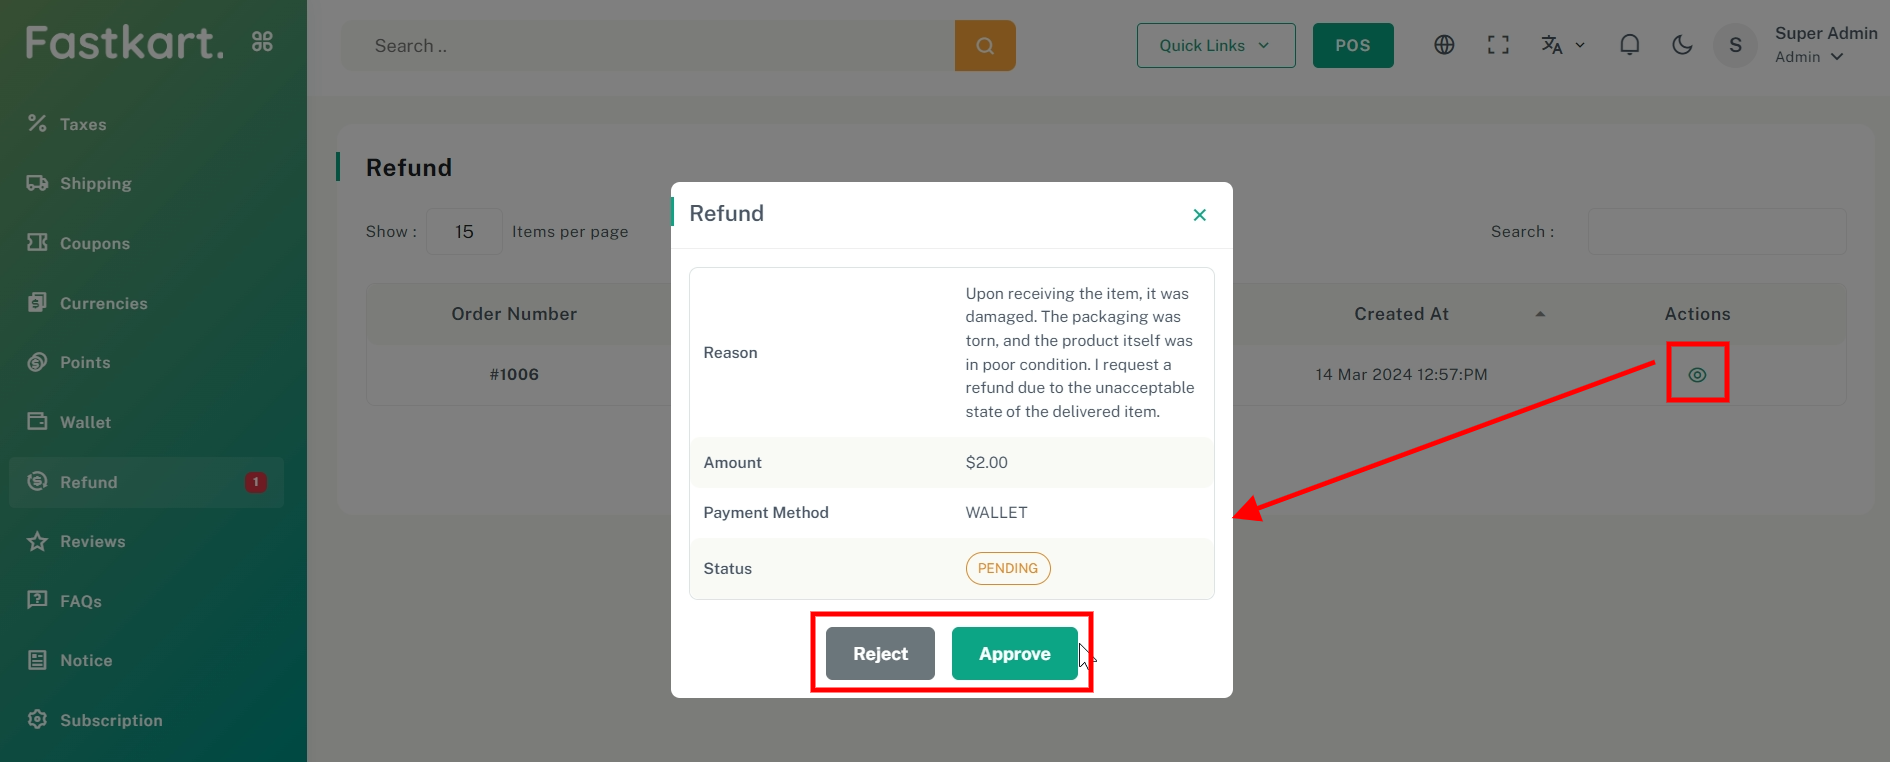 Fastkart.
Search ..
Quick Links
POS
S
Super Admin
Admin
Taxes
Shipping
Coupons
Currencies
Points
Wallet
Refund 1
Reviews
FAQs
Notice
Subscription
Refund
Show : 15 Items per page
Search :
Order Number
Created At
Actions
#1006
14 Mar 2024 12:57:PM
Refund
Reason
Upon receiving the item, it was
damaged. The packaging was
torn, and the product itself was
in poor condition. I request a
refund due to the unacceptable
state of the delivered item.
Amount $2.00
Payment Method WALLET
Status PENDING
Reject Approve